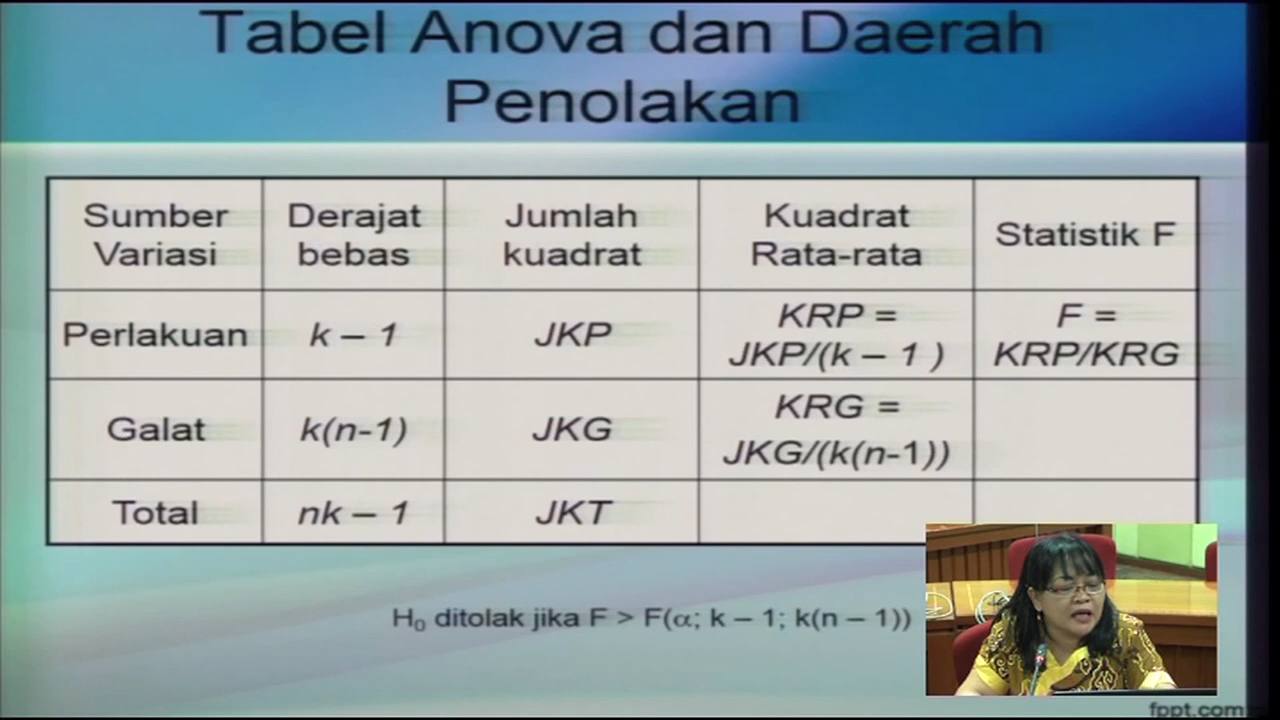 Tabel Anova dan Daerah
Penolakan
Sumber Variasi
Derajat bebas
Jumlah kuadrat
Kuadrat Rata-rata
Statistik F
Perlakuan
k – 1
JKP
KRP =
JKP/(k – 1 )
F =
KRP/KRG
Galat
k(n-1)
JKG
KRG =
JKG/(k(n-1))
Total
nk – 1
JKT
H₀ ditolak jika F > F(α; k – 1; k(n – 1))
fppt.com